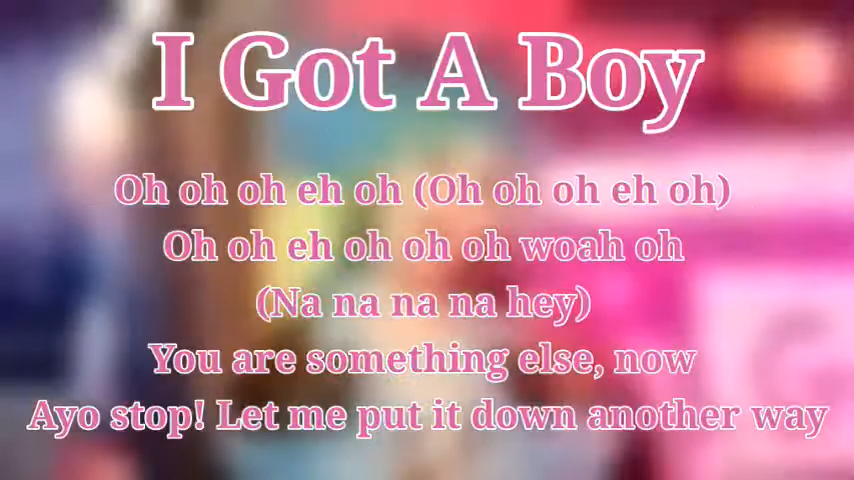 I Got A Boy
Oh oh oh eh oh (Oh oh oh eh oh)
Oh oh eh oh oh oh woah oh
(Na na na na hey)
You are something else, now
Ayo stop! Let me put it down another way